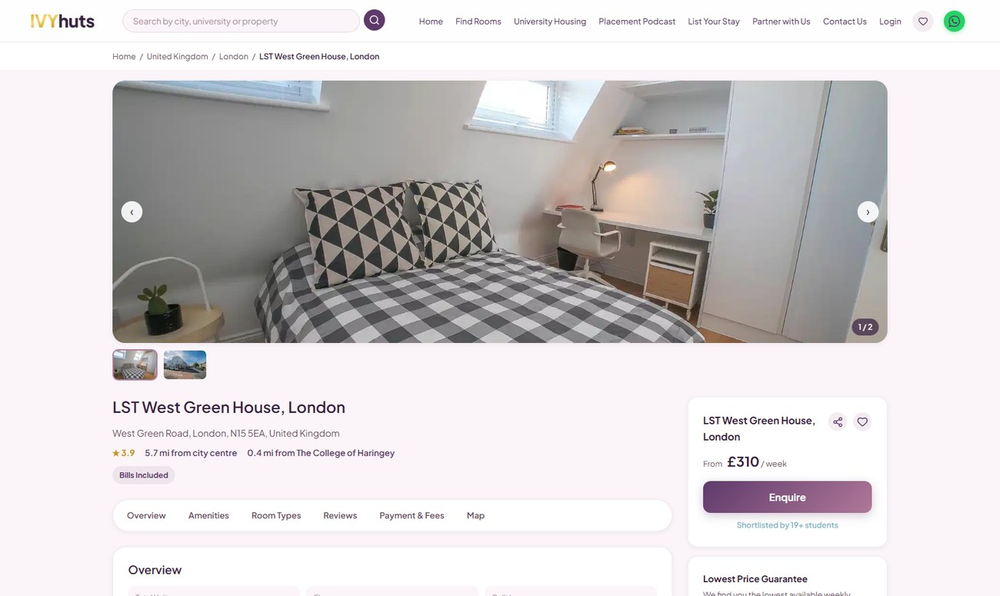 IVYhuts
Search by city, university or property
Home
Find Rooms
University Housing
Placement Podcast
List Your Stay
Partner with Us
Contact Us
Login
Home / United Kingdom / London / LST West Green House, London
‹
›
1 / 2
LST West Green House, London
West Green Road, London, N15 5EA, United Kingdom
★ 3.9 5.7 mi from city centre 0.4 mi from The College of Haringey
Bills Included
Overview
Amenities
Room Types
Reviews
Payment & Fees
Map
Overview
LST West Green House,
London
From £310 / week
Enquire
Shortlisted by 19+ students
Lowest Price Guarantee
We find you the lowest available weekly